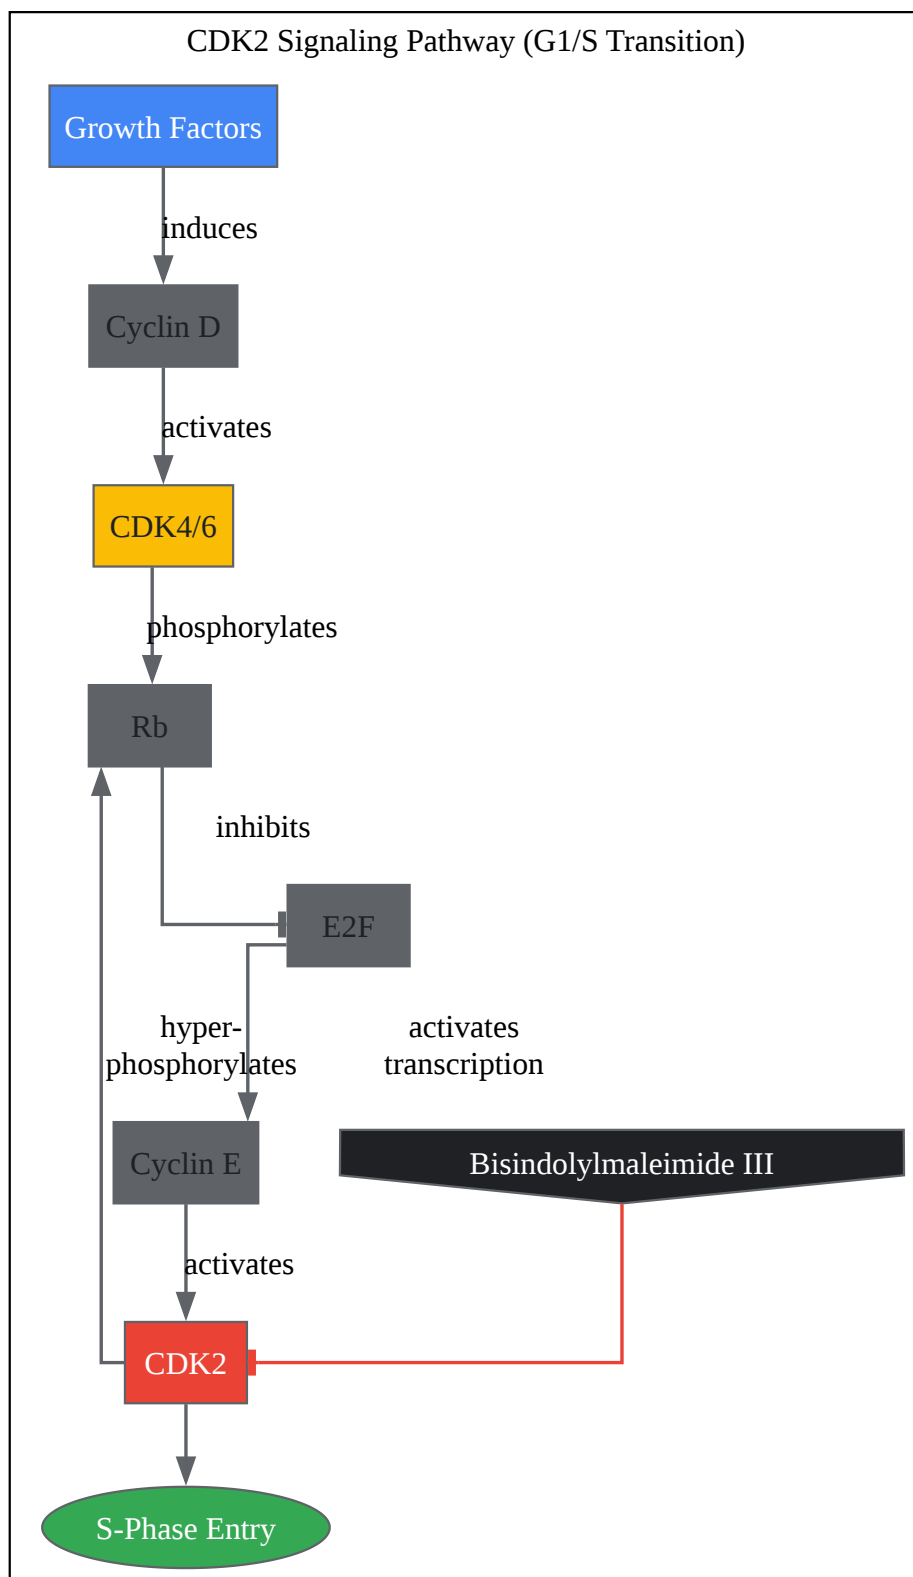 CDK2 Signaling Pathway (G1/S Transition)
Growth Factors
induces
Cyclin D
activates
CDK4/6
phosphorylates
Rb
inhibits
E2F
hyper-
phosphorylates
activates
transcription
Cyclin E
Bisindolylmaleimide III
activates
CDK2
S-Phase Entry